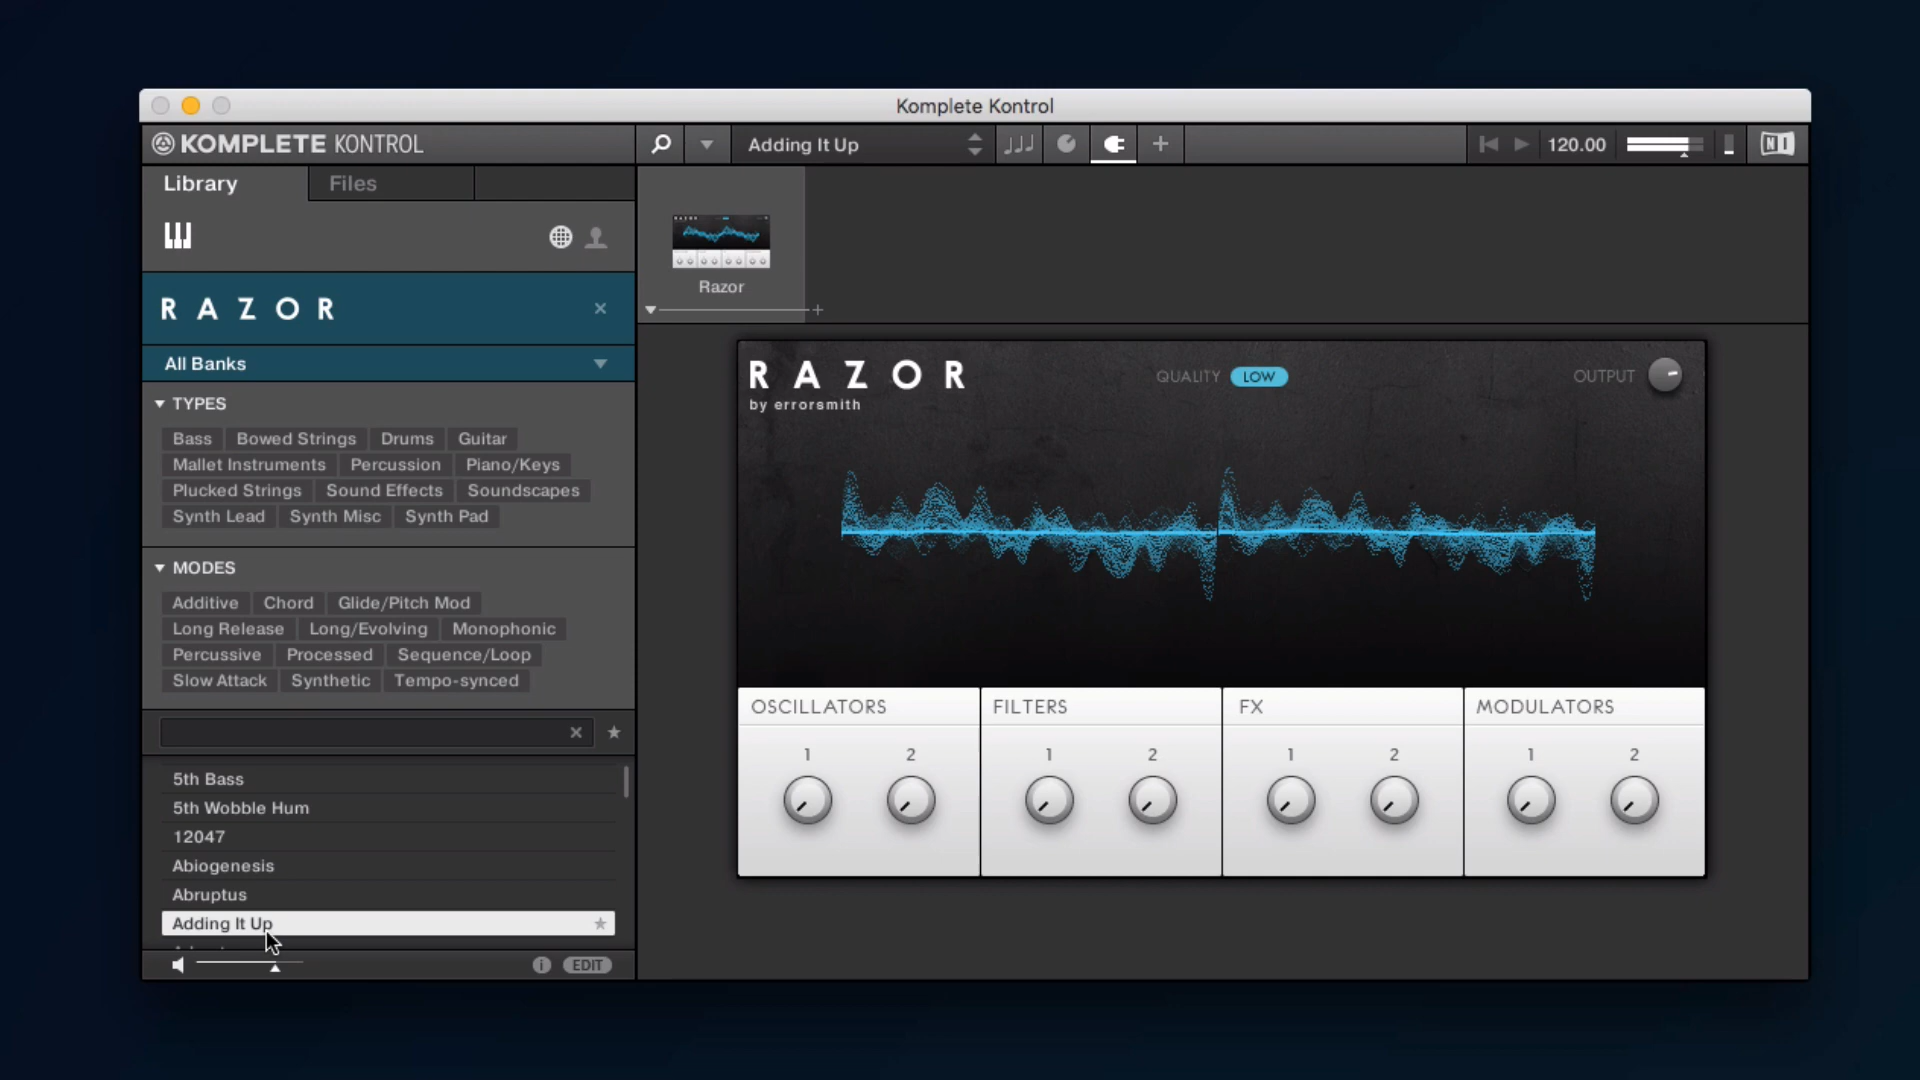 Komplete Kontrol
KOMPLETE KONTROL
Adding It Up
120.00
NI
Library
Files
RAZOR
Razor
All Banks
TYPES
Bass Bowed Strings Drums Guitar
Mallet Instruments Percussion Piano/Keys
Plucked Strings Sound Effects Soundscapes
Synth Lead Synth Misc Synth Pad
MODES
Additive Chord Glide/Pitch Mod
Long Release Long/Evolving Monophonic
Percussive Processed Sequence/Loop
Slow Attack Synthetic Tempo-synced
5th Bass
5th Wobble Hum
12047
Abiogenesis
Abruptus
Adding It Up
EDIT
RAZOR
by errorsmith
QUALITY LOW
OUTPUT
OSCILLATORS FILTERS FX MODULATORS
1 2 1 2 1 2 1 2